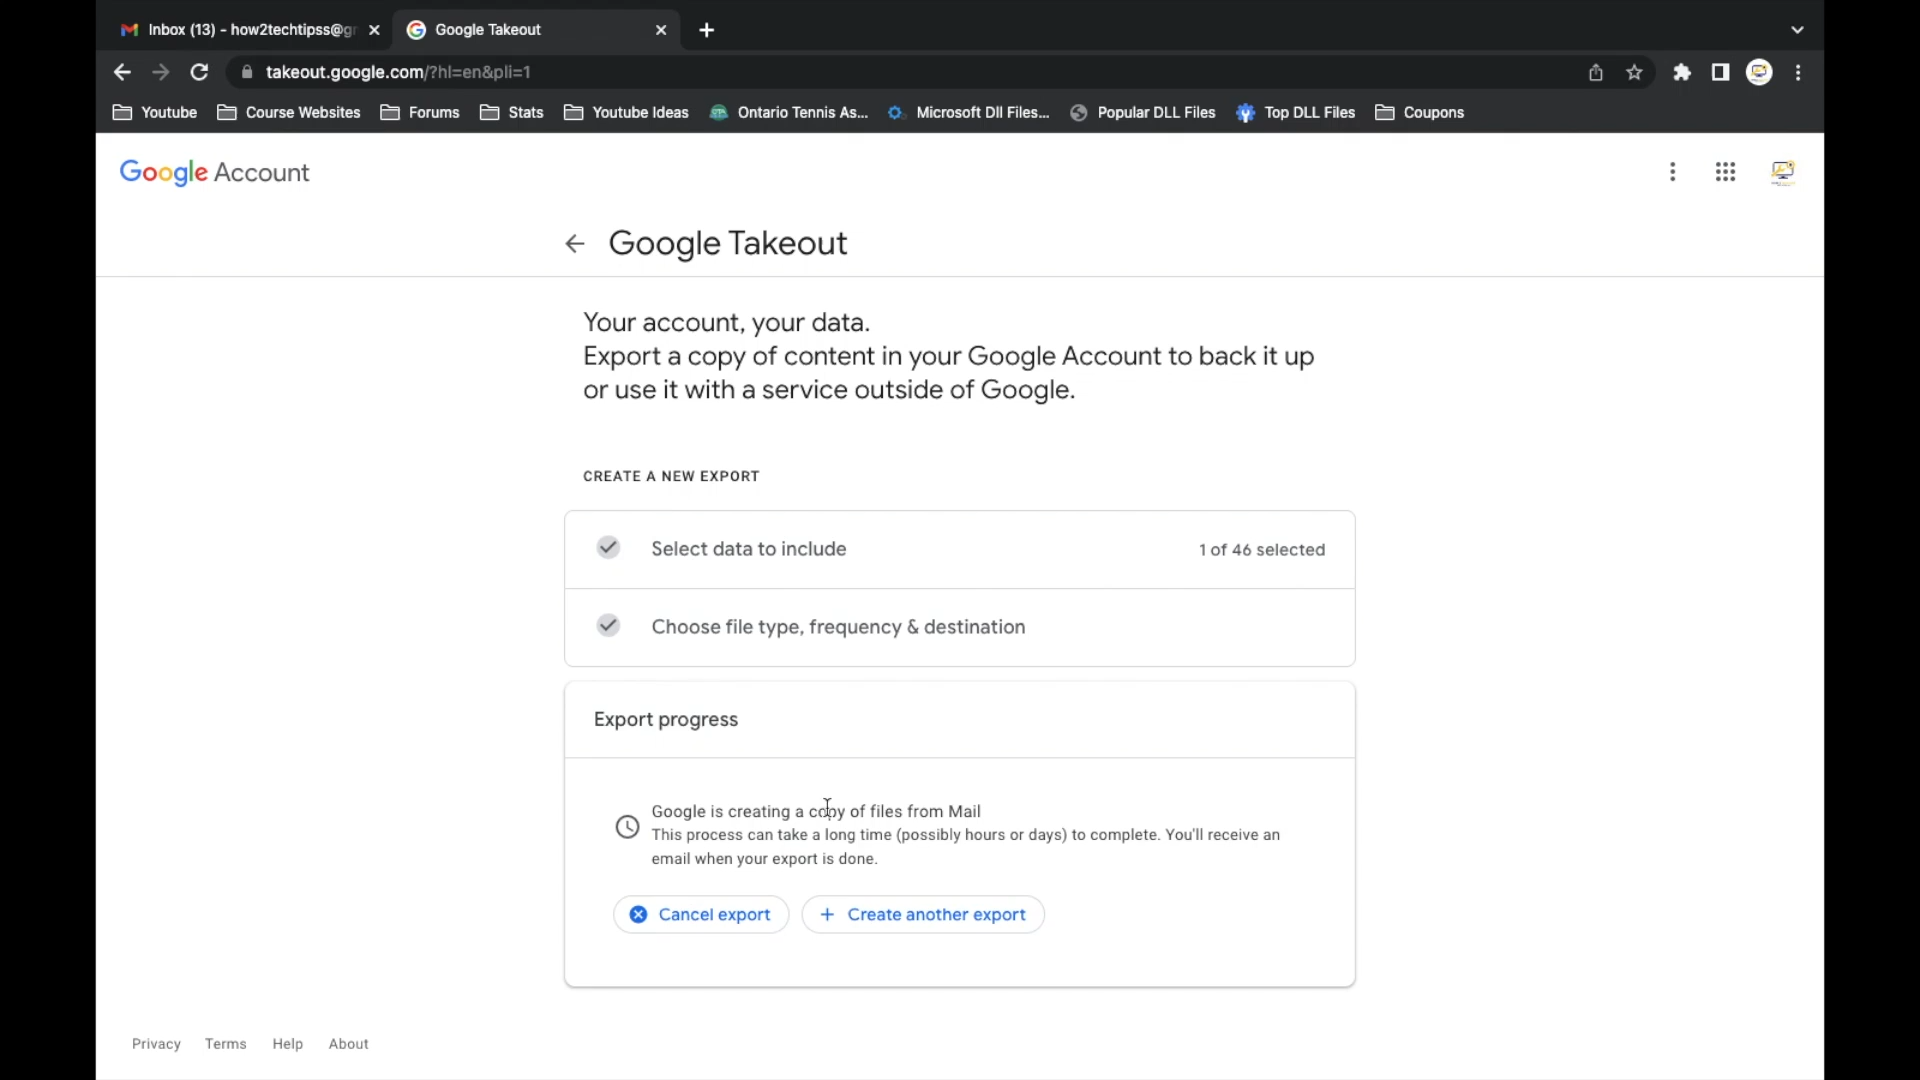 Inbox (13) - how2techtipss@g
Google Takeout
takeout.google.com/?hl=en&pli=1
Youtube
Course Websites
Forums
Stats
Youtube Ideas
Ontario Tennis As...
Microsoft Dll Files...
Popular DLL Files
Top DLL Files
Coupons
Google Account
Google Takeout
Your account, your data.
Export a copy of content in your Google Account to back it up
or use it with a service outside of Google.
CREATE A NEW EXPORT
Select data to include
1 of 46 selected
Choose file type, frequency & destination
Export progress
Google is creating a copy of files from Mail
This process can take a long time (possibly hours or days) to complete. You'll receive an
email when your export is done.
Cancel export
Create another export
Privacy
Terms
Help
About